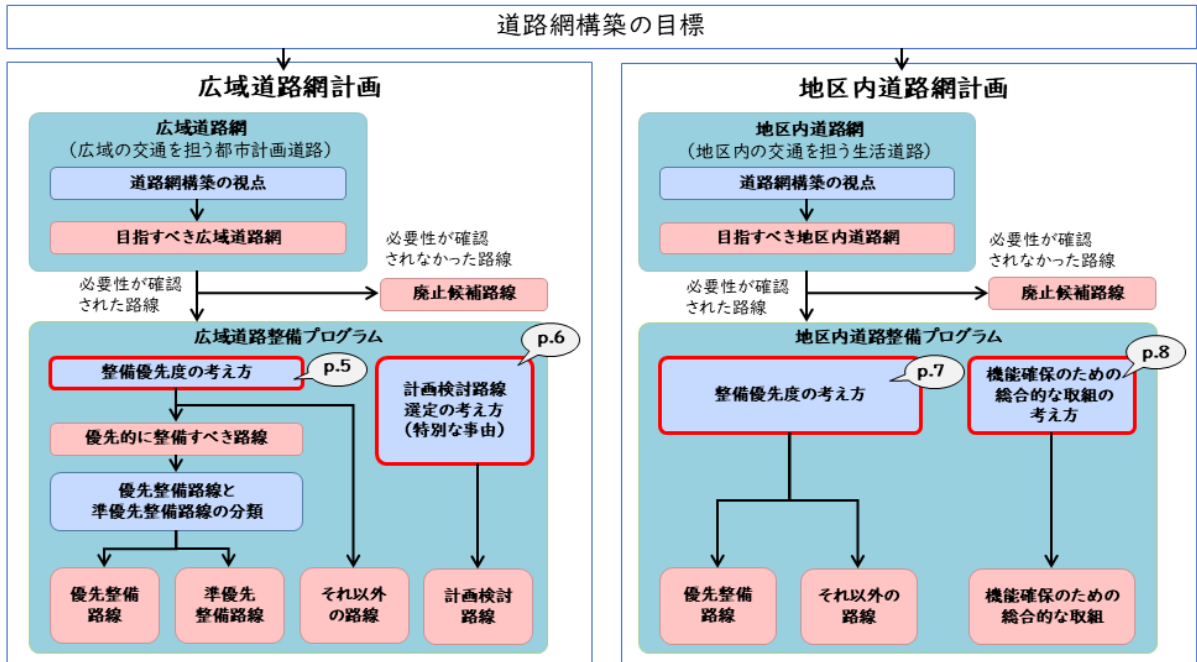 道路網構築の目標
広域道路網計画
広域道路網
（広域の交通を担う都市計画道路）
道路網構築の視点
目指すべき広域道路網
必要性が確認
されなかった路線
必要性が確認
された路線
廃止候補路線
広域道路整備プログラム
p.6
整備優先度の考え方
p.5
計画検討路線
選定の考え方
（特別な事由）
優先的に整備すべき路線
優先整備路線と
準優先整備路線の分類
優先整備
路線
準優先
整備路線
それ以外
の路線
計画検討
路線
地区内道路網計画
地区内道路網
（地区内の交通を担う生活道路）
道路網構築の視点
目指すべき地区内道路網
必要性が確認
されなかった路線
必要性が確認
された路線
廃止候補路線
地区内道路整備プログラム
p.8
整備優先度の考え方
p.7
機能確保のための
総合的な取組の
考え方
優先整備
路線
それ以外の
路線
機能確保のための
総合的な取組